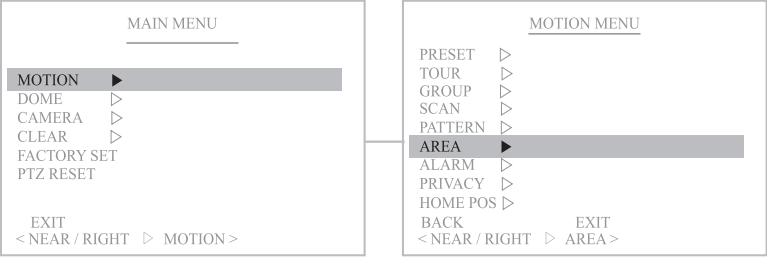 MAIN MENU
MOTION ▶
DOME ▷
CAMERA ▷
CLEAR ▷
FACTORY SET
PTZ RESET
EXIT
< NEAR / RIGHT ▷ MOTION >
MOTION MENU
PRESET ▷
TOUR ▷
GROUP ▷
SCAN ▷
PATTERN ▷
AREA ▶
ALARM ▷
PRIVACY ▷
HOME POS ▷
BACK EXIT
< NEAR / RIGHT ▷ AREA >